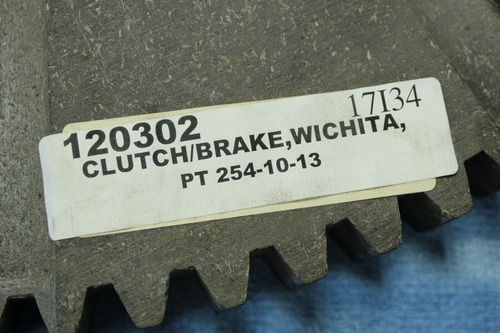 17I34
120302
CLUTCH/BRAKE,WICHITA,
PT 254-10-13